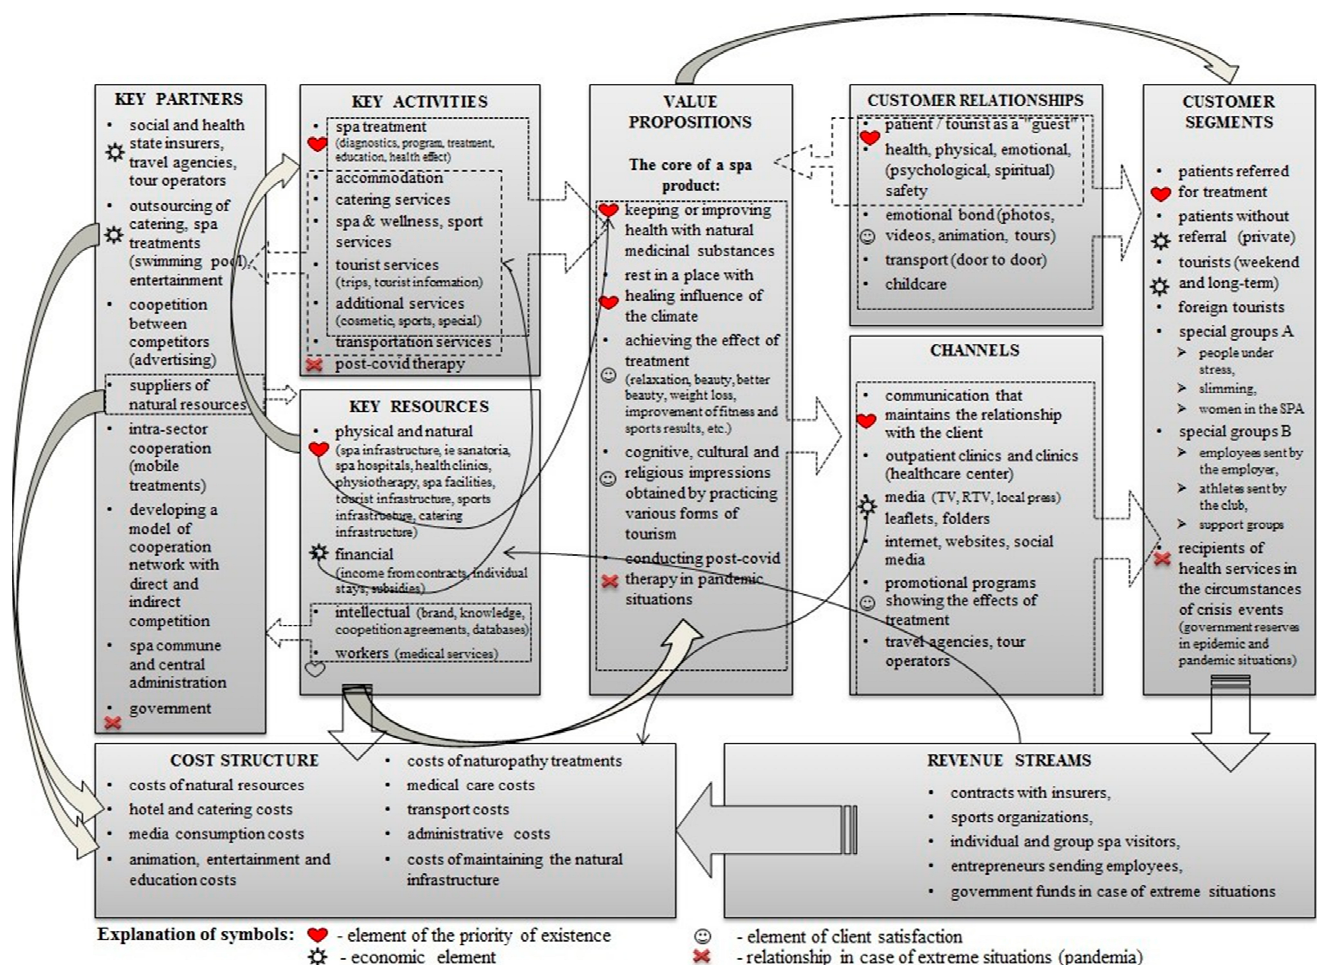 KEY PARTNERS
• social and health
state insurers,
travel agencies,
tour operators
• outsourcing of
catering, spa
treatments
(swimming pool),
entertainment
• coopetition
between
competitors
(advertising)
• suppliers of
natural resources
• intra-sector
cooperation
(mobile
treatments)
• developing a
model of
cooperation
network with
direct and
indirect
competition
• spa commune
and central
administration
• government
KEY ACTIVITIES
• spa treatment
(diagnostics, program, treatment,
education, health effect)
• accommodation
• catering services
• spa & wellness, sport
services
• tourist services
(trips, tourist information)
• additional services
(cosmetic, sports, special)
• transportation services
• post-covid therapy
KEY RESOURCES
• physical and natural
(spa infrastructure, ie sanatoria,
spa hospitals, health clinics,
physiotherapy, spa facilities,
tourist infrastructure, sports
infrastructure, catering
infrastructure)
• financial
(income from contracts, individual
stays, subsidies)
• intellectual (brand, knowledge,
coopetition agreements, databases)
• workers (medical services)
VALUE
PROPOSITIONS
The core of a spa
product:
• keeping or improving
health with natural
medicinal substances
• rest in a place with
healing influence of
the climate
• achieving the effect of
treatment
(relaxation, beauty, better
beauty, weight loss,
improvement of fitness and
sports results, etc.)
• cognitive, cultural and
religious impressions
obtained by practicing
various forms of
tourism
• conducting post-covid
therapy in pandemic
situations
CUSTOMER RELATIONSHIPS
• patient / tourist as a "guest"
• health, physical, emotional,
(psychological, spiritual)
safety
• emotional bond (photos,
videos, animation, tours)
• transport (door to door)
• childcare
CHANNELS
• communication that
maintains the relationship
with the client
• outpatient clinics and clinics
(healthcare center)
• media (TV, RTV, local press)
• leaflets, folders
• internet, websites, social
media
• promotional programs
showing the effects of
treatment
• travel agencies, tour
operators
CUSTOMER
SEGMENTS
• patients referred
for treatment
• patients without
referral (private)
• tourists (weekend
and long-term)
• foreign tourists
• special groups A
➢ people under
stress,
➢ slimming,
➢ women in the SPA
• special groups B
➢ employees sent by
the employer,
➢ athletes sent by
the club,
➢ support groups
• recipients of
health services in
the circumstances
of crisis events
(government reserves
in epidemic and
pandemic situations)
COST STRUCTURE
• costs of natural resources
• hotel and catering costs
• media consumption costs
• animation, entertainment and
education costs
• costs of naturopathy treatments
• medical care costs
• transport costs
• administrative costs
• costs of maintaining the natural
infrastructure
REVENUE STREAMS
• contracts with insurers,
• sports organizations,
• individual and group spa visitors,
• entrepreneurs sending employees,
• government funds in case of extreme situations
Explanation of symbols:
- element of the priority of existence
- economic element
- element of client satisfaction
- relationship in case of extreme situations (pandemia)